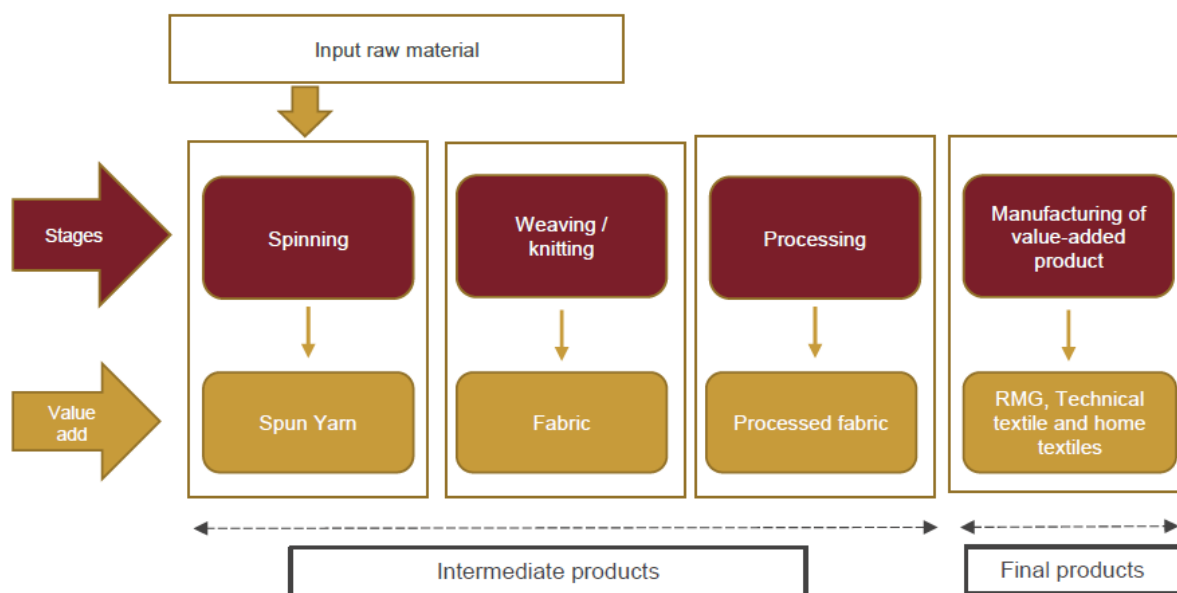 Input raw material
Stages
Spinning
Weaving /
knitting
Processing
Manufacturing of
value-added
product
Value
add
Spun Yarn
Fabric
Processed fabric
RMG, Technical
textile and home
textiles
Intermediate products
Final products